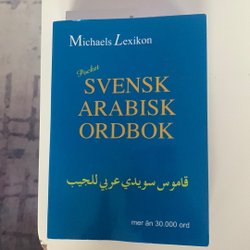 Michaels Lexikon
Pocket
SVENSK
ARABISK
ORDBOK
قاموس سويدي عربي للجيب
mer än 30.000 ord